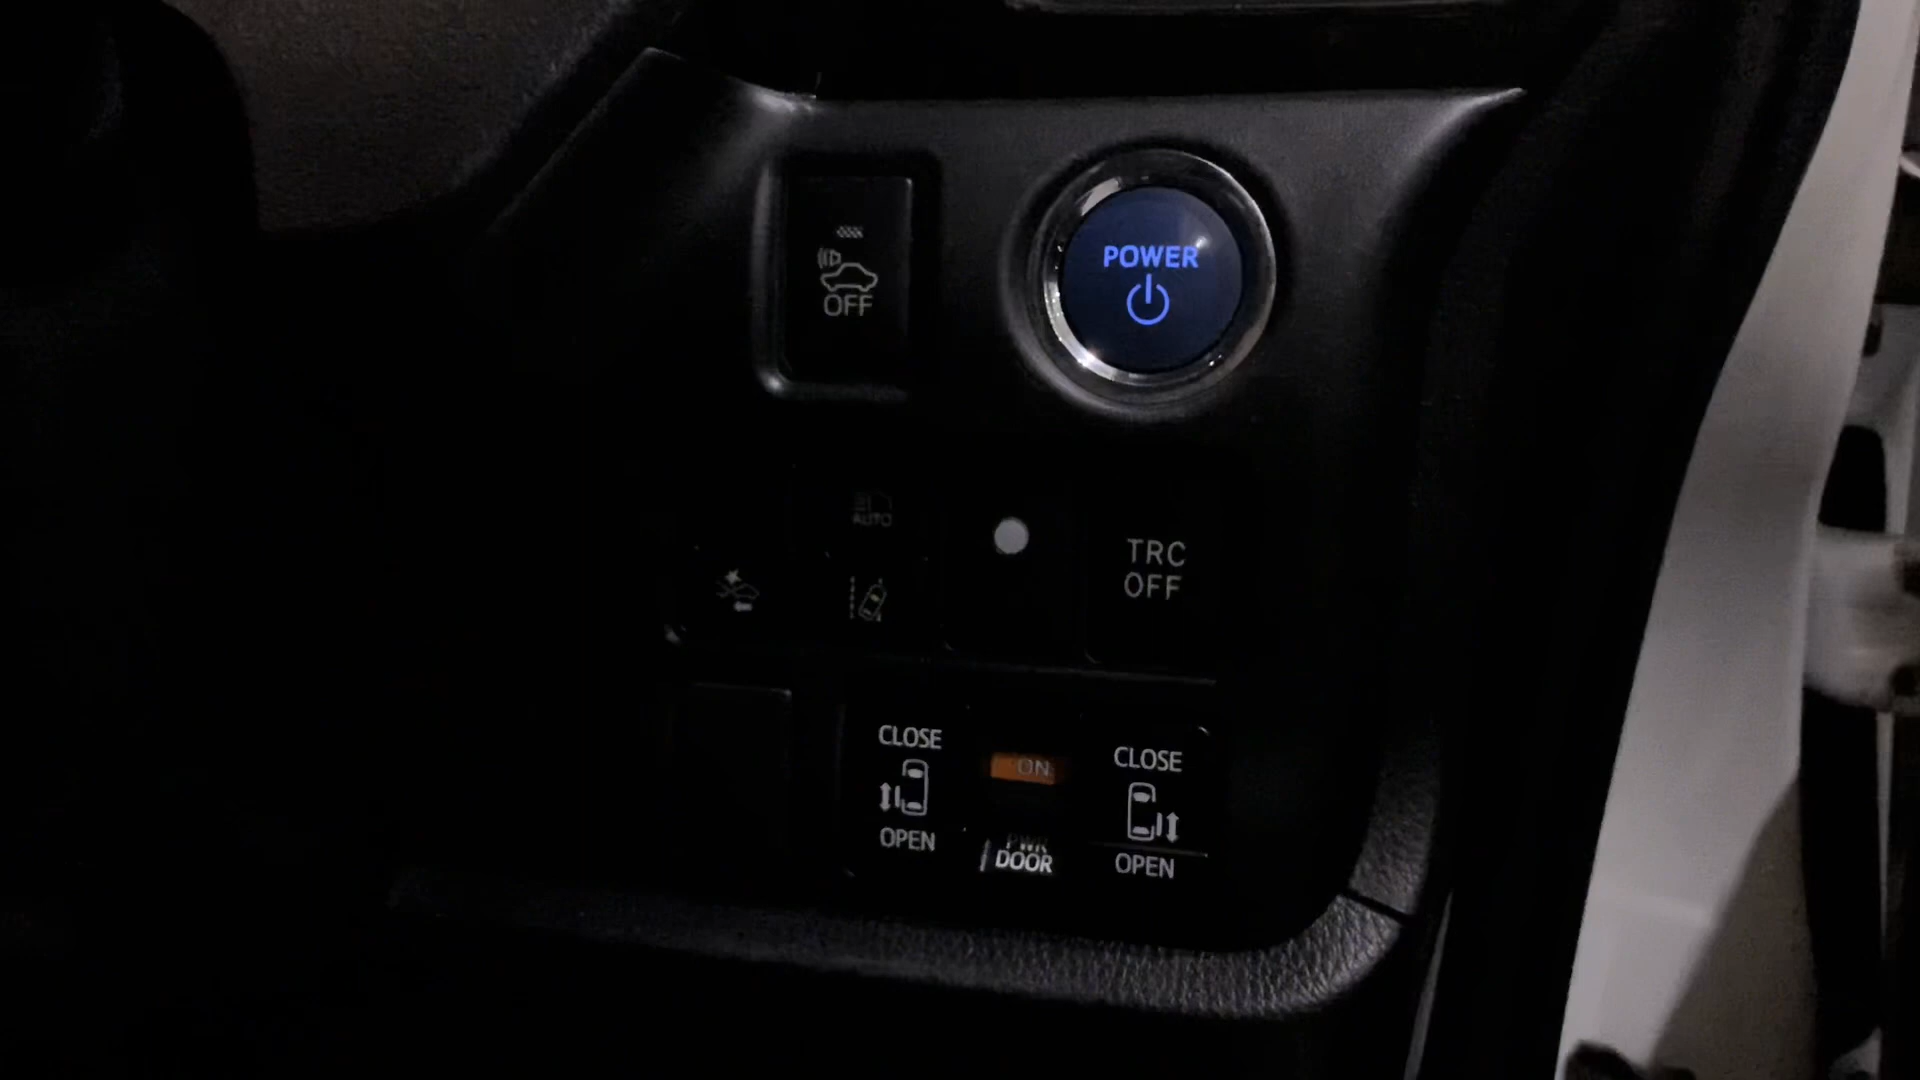 POWER
OFF
AUTO
TRC
OFF
CLOSE
ON
CLOSE
OPEN
PWR
DOOR
OPEN